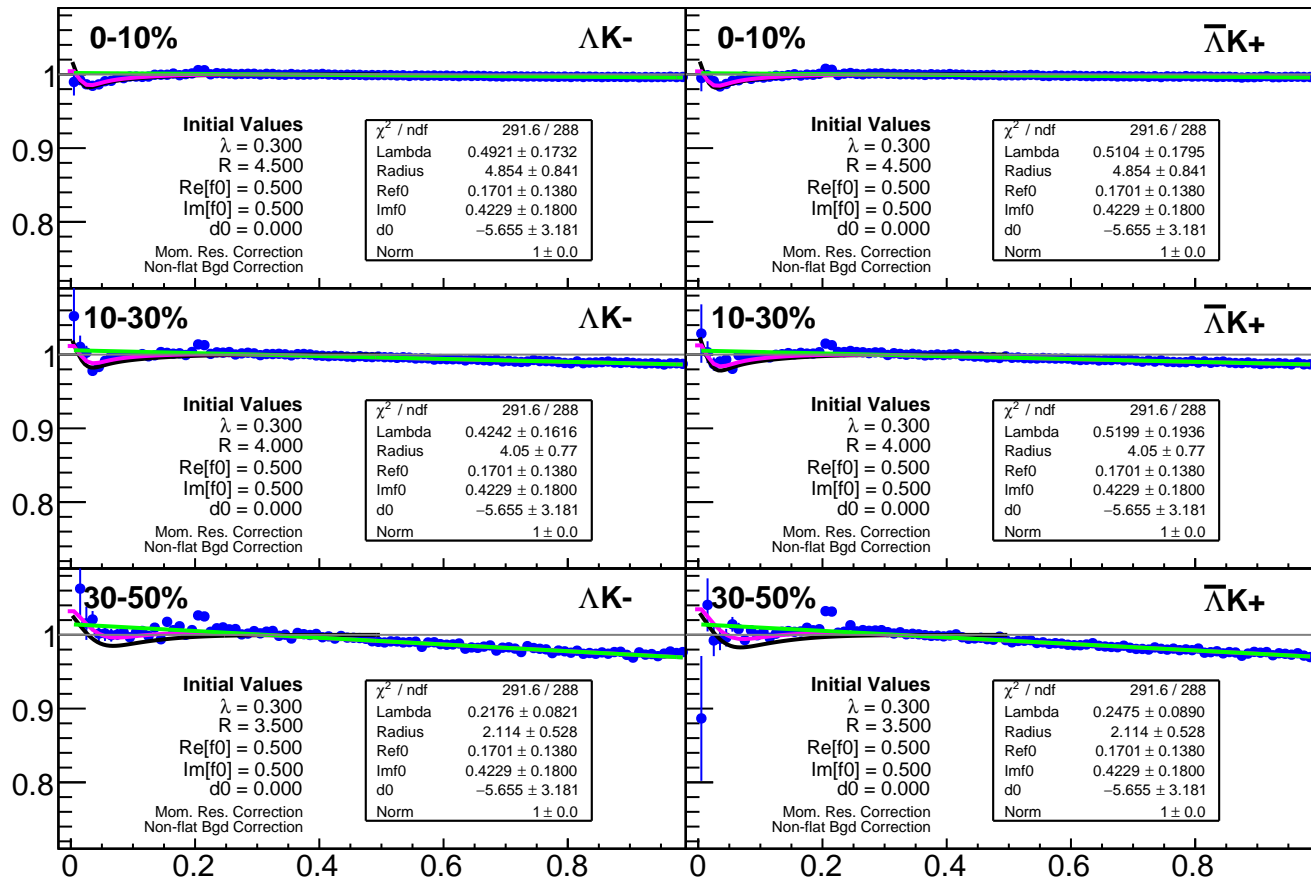 0-10% ΛK-
1
0.9
0.8
Initial Values
λ = 0.300
R = 4.500
Re[f0] = 0.500
Im[f0] = 0.500
d0 = 0.000
Mom. Res. Correction
Non-flat Bgd Correction
χ² / ndf 291.6 / 288
Lambda 0.4921 ± 0.1732
Radius 4.854 ± 0.841
Ref0 0.1701 ± 0.1380
Imf0 0.4229 ± 0.1800
d0 −5.655 ± 3.181
Norm 1 ± 0.0
0-10% Λ̅K+
Initial Values
λ = 0.300
R = 4.500
Re[f0] = 0.500
Im[f0] = 0.500
d0 = 0.000
Mom. Res. Correction
Non-flat Bgd Correction
χ² / ndf 291.6 / 288
Lambda 0.5104 ± 0.1795
Radius 4.854 ± 0.841
Ref0 0.1701 ± 0.1380
Imf0 0.4229 ± 0.1800
d0 −5.655 ± 3.181
Norm 1 ± 0.0
10-30% ΛK-
1
0.9
0.8
Initial Values
λ = 0.300
R = 4.000
Re[f0] = 0.500
Im[f0] = 0.500
d0 = 0.000
Mom. Res. Correction
Non-flat Bgd Correction
χ² / ndf 291.6 / 288
Lambda 0.4242 ± 0.1616
Radius 4.05 ± 0.77
Ref0 0.1701 ± 0.1380
Imf0 0.4229 ± 0.1800
d0 −5.655 ± 3.181
Norm 1 ± 0.0
10-30% Λ̅K+
Initial Values
λ = 0.300
R = 4.000
Re[f0] = 0.500
Im[f0] = 0.500
d0 = 0.000
Mom. Res. Correction
Non-flat Bgd Correction
χ² / ndf 291.6 / 288
Lambda 0.5199 ± 0.1936
Radius 4.05 ± 0.77
Ref0 0.1701 ± 0.1380
Imf0 0.4229 ± 0.1800
d0 −5.655 ± 3.181
Norm 1 ± 0.0
30-50% ΛK-
1
0.9
0.8
Initial Values
λ = 0.300
R = 3.500
Re[f0] = 0.500
Im[f0] = 0.500
d0 = 0.000
Mom. Res. Correction
Non-flat Bgd Correction
χ² / ndf 291.6 / 288
Lambda 0.2176 ± 0.0821
Radius 2.114 ± 0.528
Ref0 0.1701 ± 0.1380
Imf0 0.4229 ± 0.1800
d0 −5.655 ± 3.181
Norm 1 ± 0.0
30-50% Λ̅K+
Initial Values
λ = 0.300
R = 3.500
Re[f0] = 0.500
Im[f0] = 0.500
d0 = 0.000
Mom. Res. Correction
Non-flat Bgd Correction
χ² / ndf 291.6 / 288
Lambda 0.2475 ± 0.0890
Radius 2.114 ± 0.528
Ref0 0.1701 ± 0.1380
Imf0 0.4229 ± 0.1800
d0 −5.655 ± 3.181
Norm 1 ± 0.0
0 0.2 0.4 0.6 0.8 0 0.2 0.4 0.6 0.8